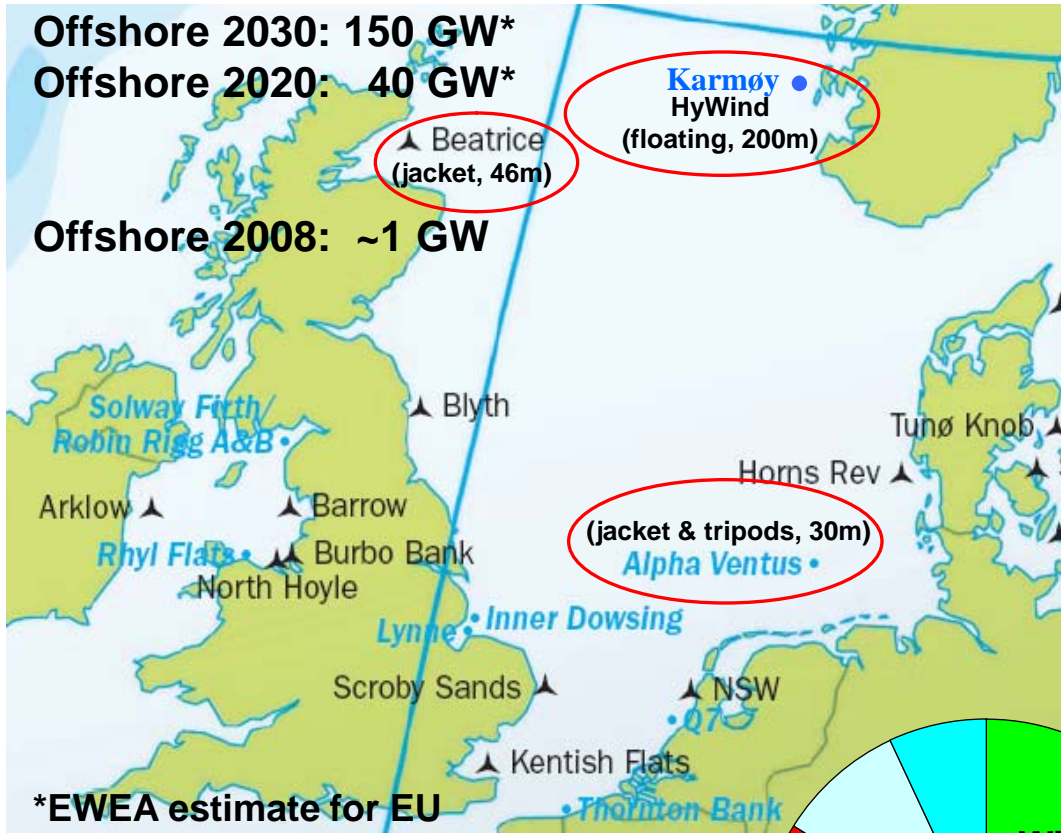 Offshore 2030: 150 GW*
Offshore 2020: 40 GW*
Karmøy
HyWind
(floating, 200m)
Beatrice
(jacket, 46m)
Offshore 2008: ~1 GW
Solway Firth/
Robin Rigg A&B
Blyth
Tunø Knob
Horns Rev
Arklow
Barrow
(jacket & tripods, 30m)
Rhyl Flats
Burbo Bank
Alpha Ventus
North Hoyle
Inner Dowsing
Lynne
Scroby Sands
NSW
Q7
Kentish Flats
*EWEA estimate for EU
Thornton Bank